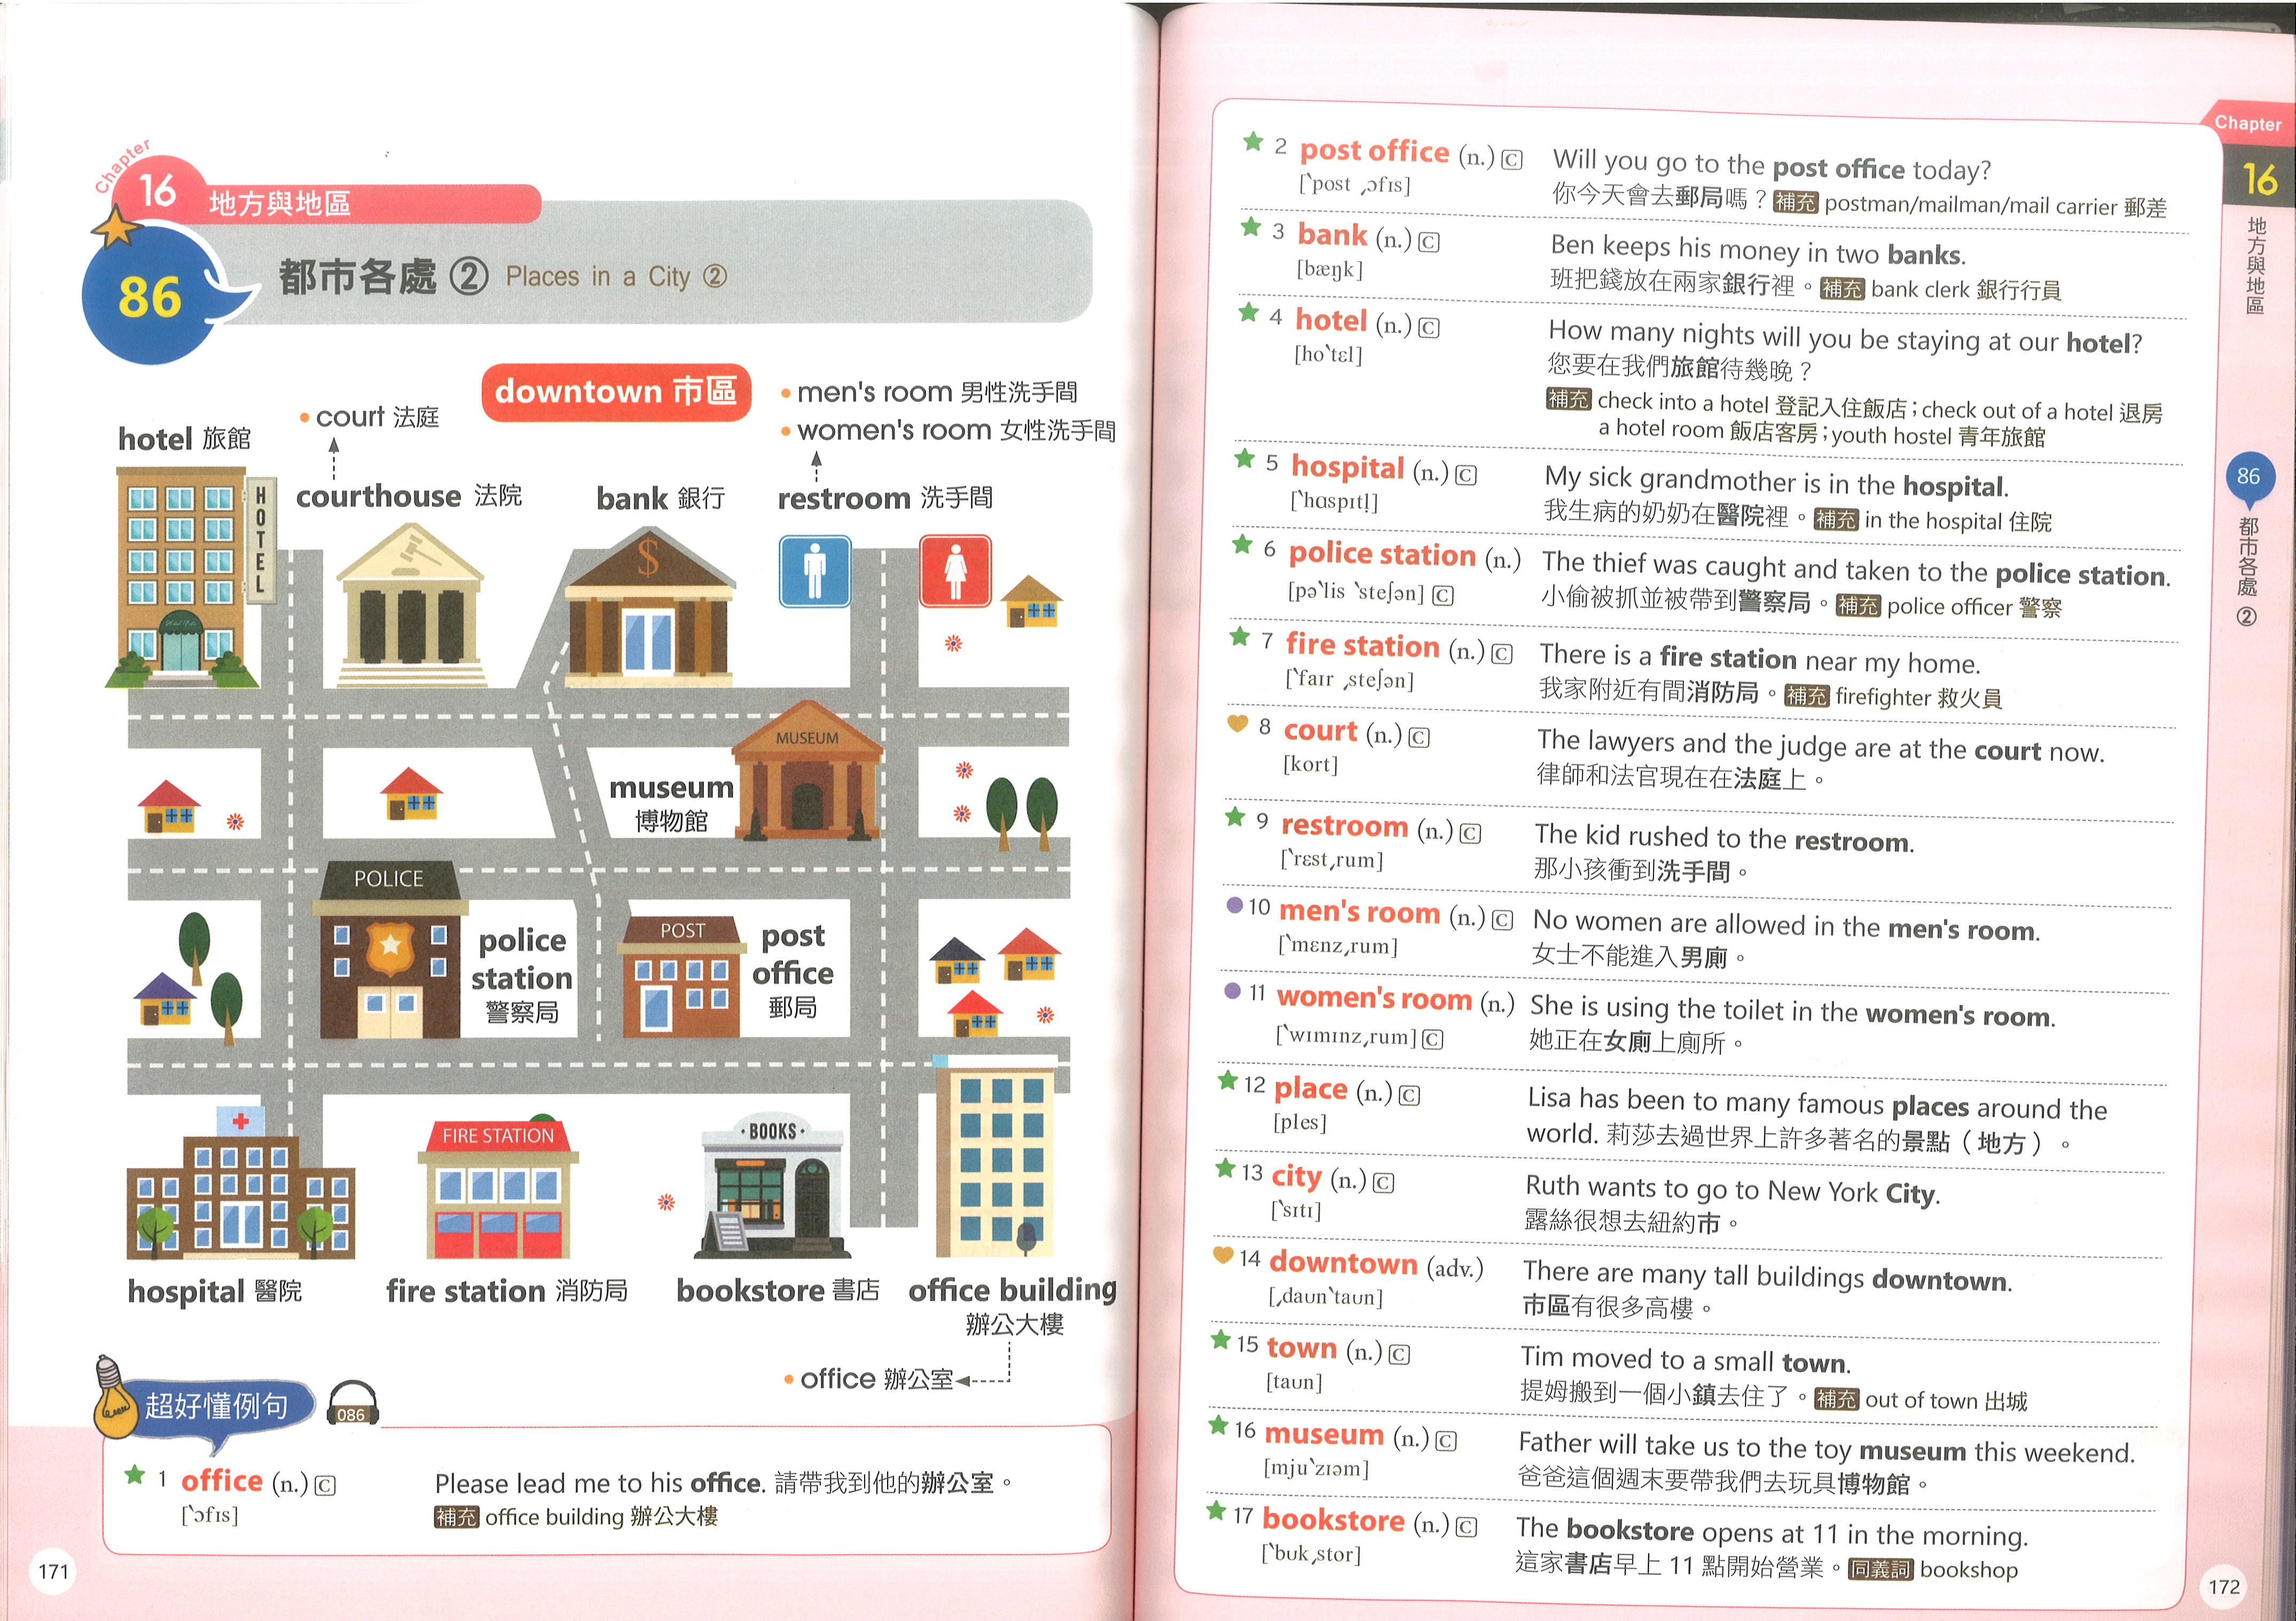 Chapter
16 地方與地區
86 都市各處 ② Places in a City ②
downtown 市區
• men's room 男性洗手間
• women's room 女性洗手間
• court 法庭
hotel 旅館
courthouse 法院
bank 銀行
restroom 洗手間
HOTEL
$
MUSEUM
museum
博物館
POLICE
police
station
警察局
POST
post
office
郵局
FIRE STATION
•BOOKS•
hospital 醫院
fire station 消防局
bookstore 書店
office building
辦公大樓
• office 辦公室
超好懂例句
086
1 office (n.) C
[ˋɔfɪs]
Please lead me to his office. 請帶我到他的辦公室。
補充 office building 辦公大樓
171
2 post office (n.) C
[ˋpost ˏɔfɪs]
Will you go to the post office today?
你今天會去郵局嗎？補充 postman/mailman/mail carrier 郵差
3 bank (n.) C
[bæŋk]
Ben keeps his money in two banks.
班把錢放在兩家銀行裡。補充 bank clerk 銀行行員
4 hotel (n.) C
[hoˋtɛl]
How many nights will you be staying at our hotel?
您要在我們旅館待幾晚？
補充 check into a hotel 登記入住飯店；check out of a hotel 退房
a hotel room 飯店客房；youth hostel 青年旅館
5 hospital (n.) C
[ˋhɑspɪtḷ]
My sick grandmother is in the hospital.
我生病的奶奶在醫院裡。補充 in the hospital 住院
6 police station (n.)
[pəˋlis ˋsteʃən] C
The thief was caught and taken to the police station.
小偷被抓並被帶到警察局。補充 police officer 警察
7 fire station (n.) C
[ˋfaɪr ˏsteʃən]
There is a fire station near my home.
我家附近有間消防局。補充 firefighter 救火員
8 court (n.) C
[kort]
The lawyers and the judge are at the court now.
律師和法官現在在法庭上。
9 restroom (n.) C
[ˋrɛstˏrum]
The kid rushed to the restroom.
那小孩衝到洗手間。
10 men's room (n.) C
[ˋmɛnzˏrum]
No women are allowed in the men's room.
女士不能進入男廁。
11 women's room (n.)
[ˋwɪmɪnzˏrum] C
She is using the toilet in the women's room.
她正在女廁上廁所。
12 place (n.) C
[ples]
Lisa has been to many famous places around the
world. 莉莎去過世界上許多著名的景點（地方）。
13 city (n.) C
[ˋsɪtɪ]
Ruth wants to go to New York City.
露絲很想去紐約市。
14 downtown (adv.)
[ˏdaʊnˋtaʊn]
There are many tall buildings downtown.
市區有很多高樓。
15 town (n.) C
[taʊn]
Tim moved to a small town.
提姆搬到一個小鎮去住了。補充 out of town 出城
16 museum (n.) C
[mjuˋzɪəm]
Father will take us to the toy museum this weekend.
爸爸這個週末要帶我們去玩具博物館。
17 bookstore (n.) C
[ˋbʊkˏstor]
The bookstore opens at 11 in the morning.
這家書店早上 11 點開始營業。同義詞 bookshop
Chapter
16
地方與地區
86
都市各處 ②
172